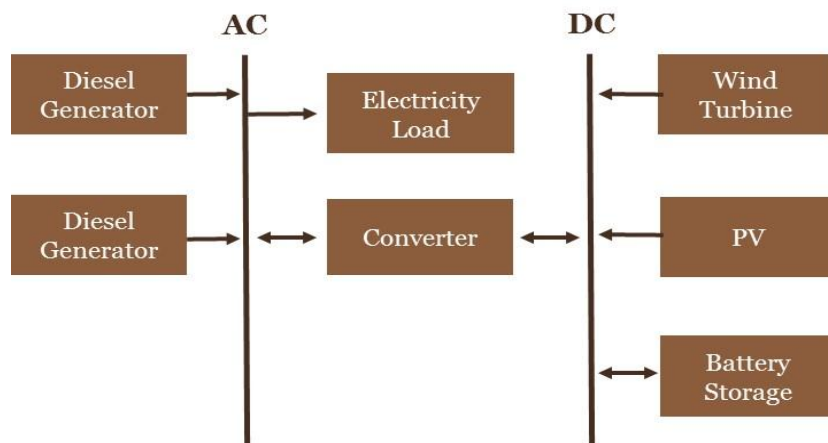 AC
DC
Diesel
Generator
Electricity
Load
Wind
Turbine
Diesel
Generator
Converter
PV
Battery
Storage